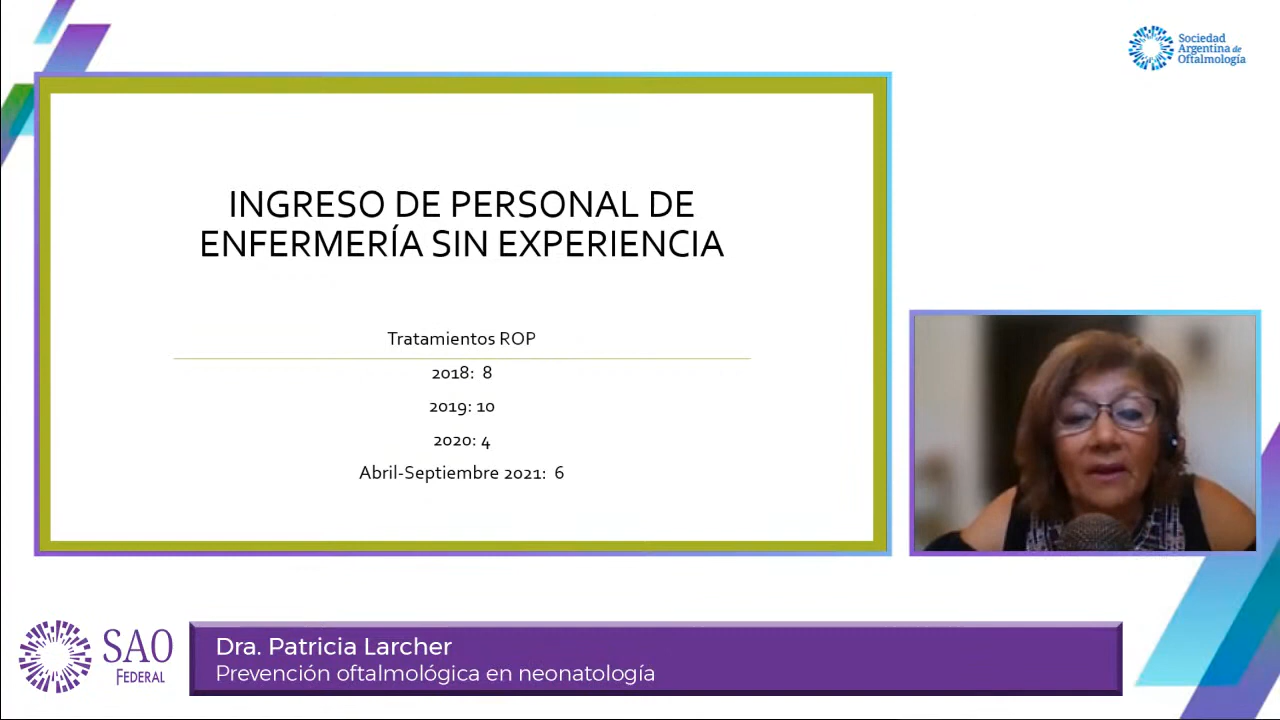 Sociedad
Argentina de
Oftalmología
INGRESO DE PERSONAL DE
ENFERMERÍA SIN EXPERIENCIA
Tratamientos ROP
2018: 8
2019: 10
2020: 4
Abril-Septiembre 2021: 6
SAO
FEDERAL
Dra. Patricia Larcher
Prevención oftalmológica en neonatología